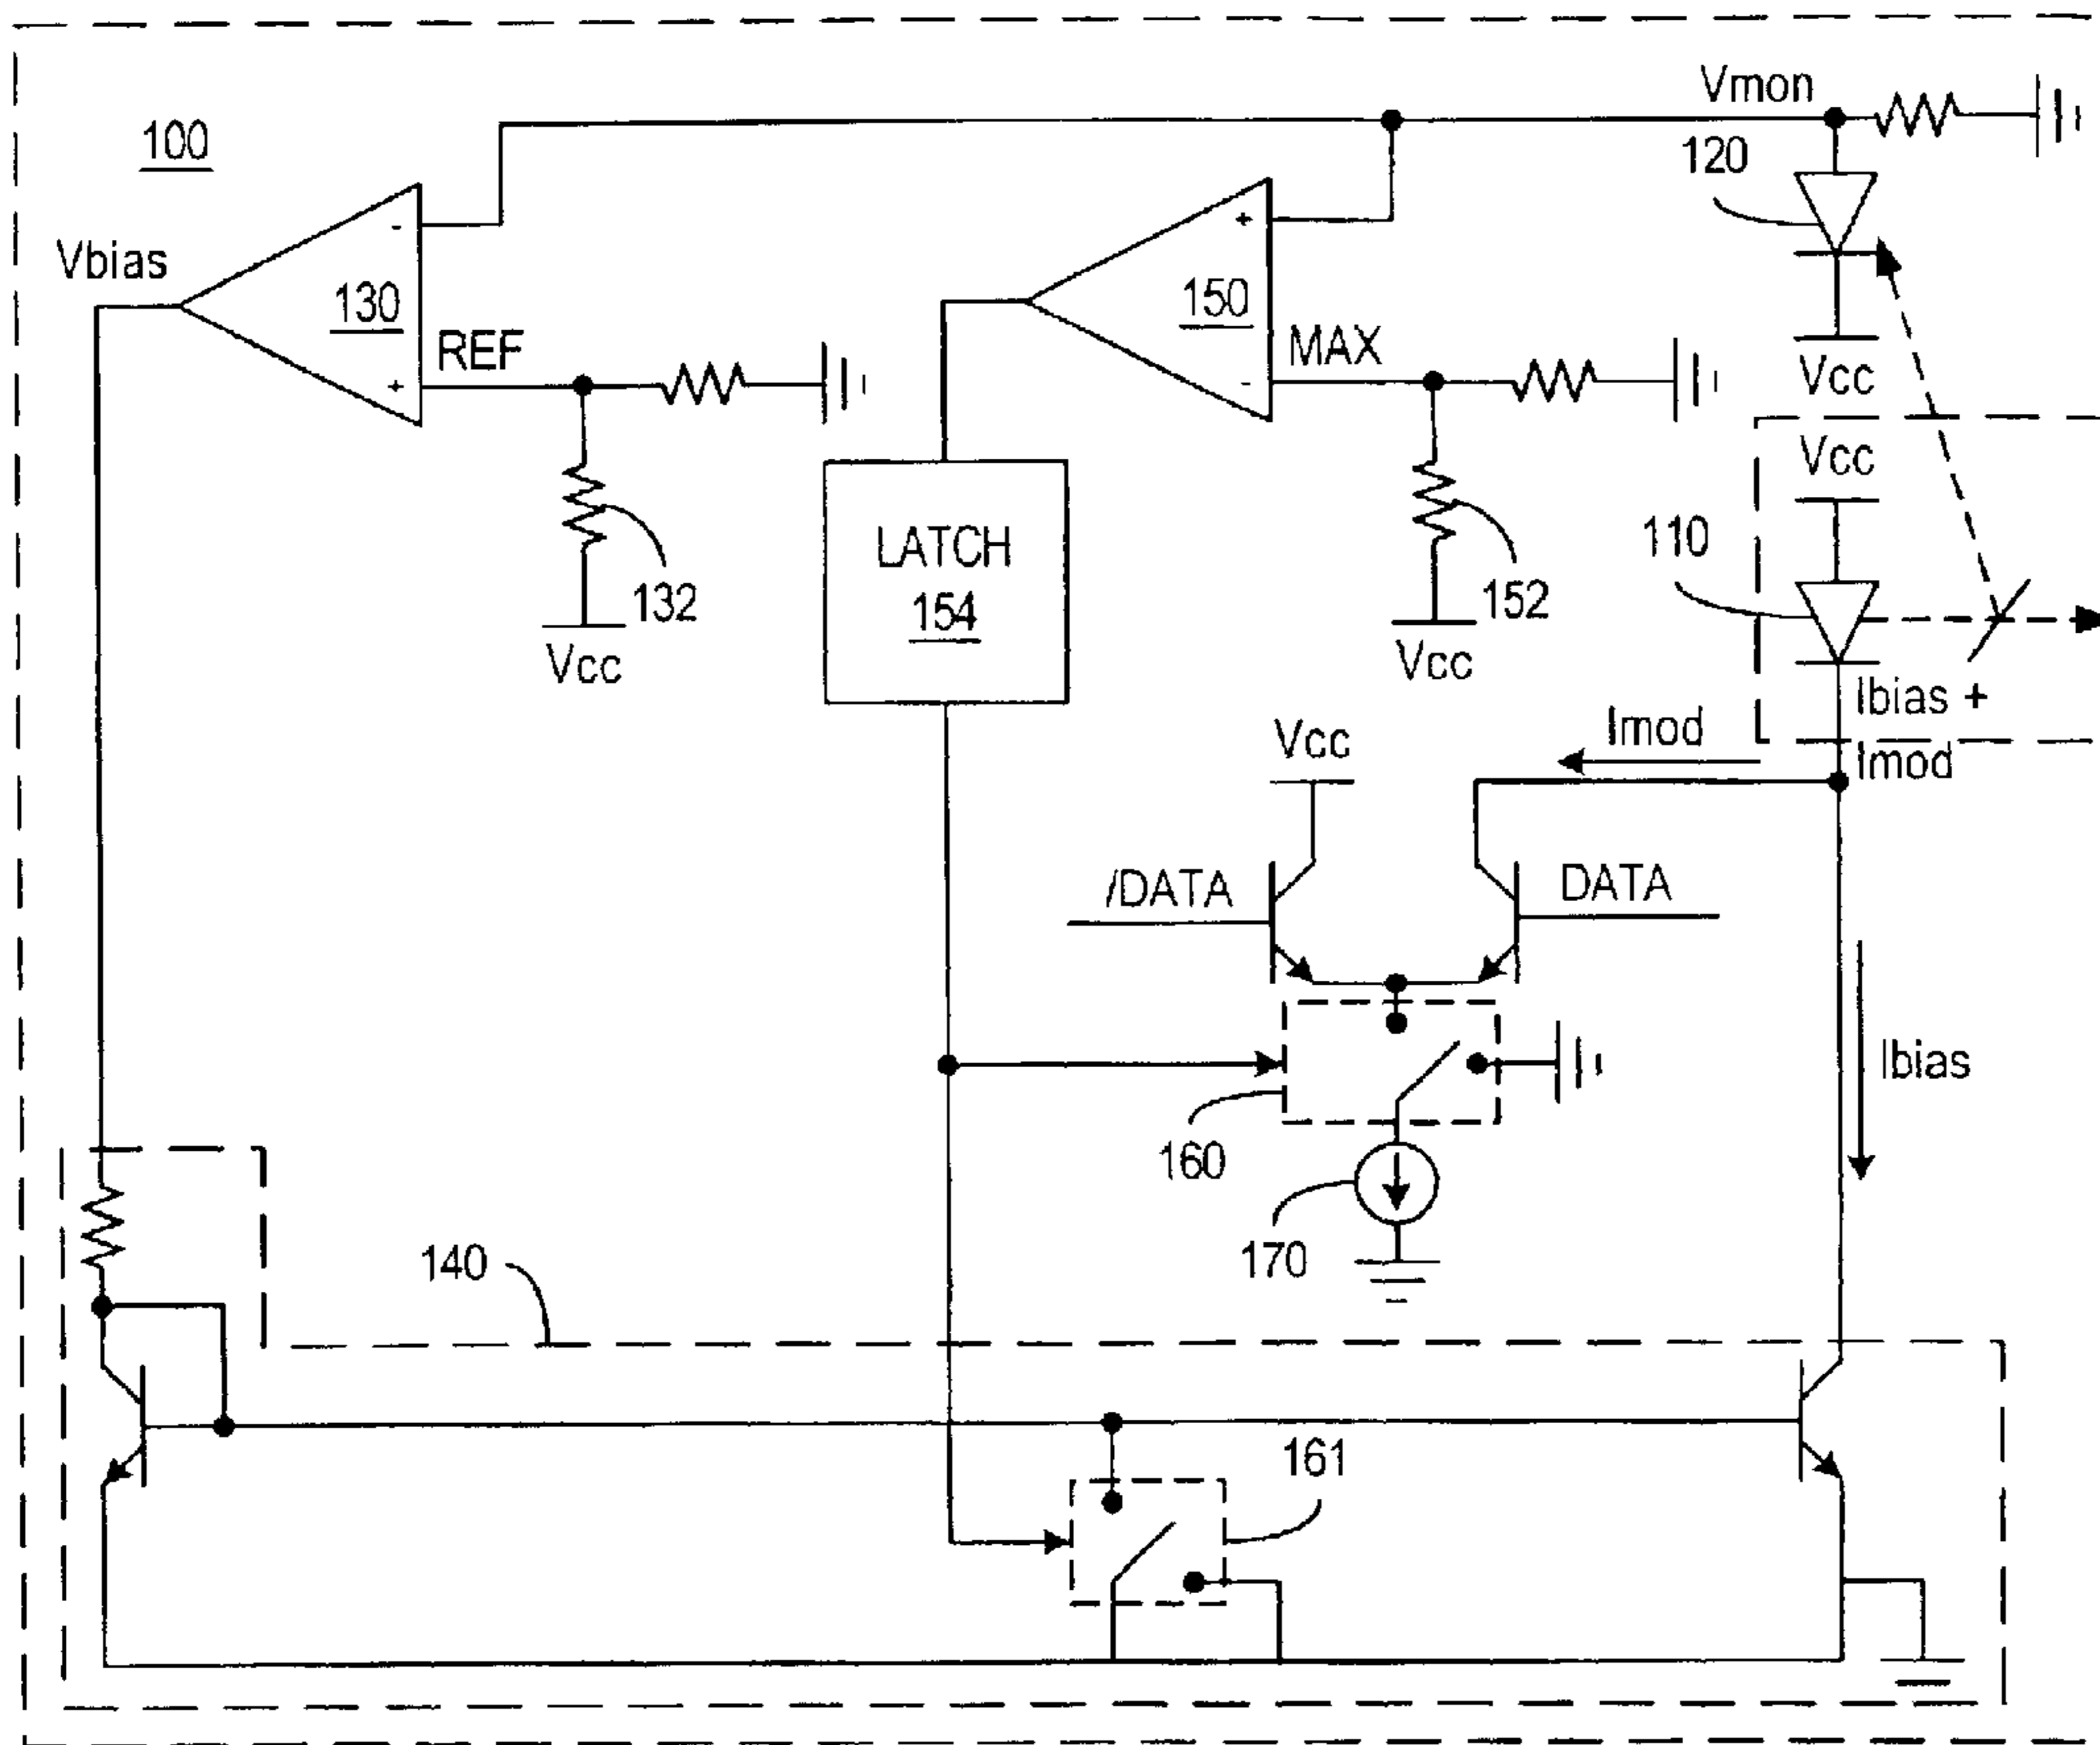 Vmon
100
120
Vbias
-
+
130
150
REF
MAX
+
-
Vcc
Vcc
LATCH
154
110
132
152
Vcc
Vcc
Ibias +
Imod
Imod
Vcc
/DATA
DATA
Ibias
160
170
140
161